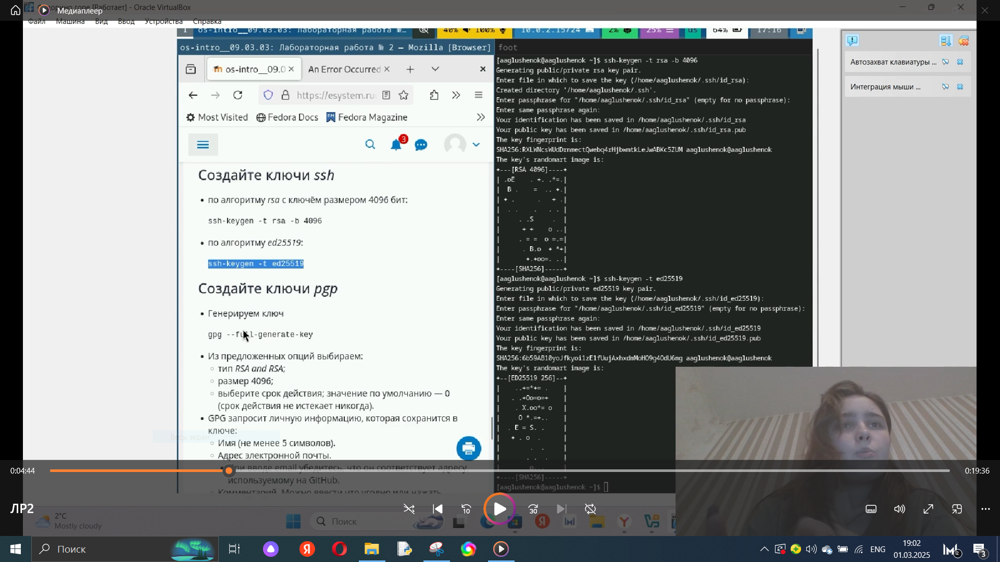 [Работает] - Oracle VirtualBox
Медиаплеер
Файл Машина Вид Ввод Устройства Справка
1 os-intro__09.03.03: Лабораторная работа №… 40% 100% 10.0.2.15/24 2% 25% us 64% 17:16
os-intro__09.03.03: Лабораторная работа № 2 — Mozilla [Browser]
os-intro__09.0
An Error Occurred
https://esystem.ru
Most Visited Fedora Docs Fedora Magazine
3
Создайте ключи ssh
по алгоритму rsa с ключём размером 4096 бит:
ssh-keygen -t rsa -b 4096
по алгоритму ed25519:
ssh-keygen -t ed25519
Создайте ключи pgp
Генерируем ключ
gpg --full-generate-key
Из предложенных опций выбираем:
тип RSA and RSA;
размер 4096;
выберите срок действия; значение по умолчанию — 0
(срок действия не истекает никогда).
GPG запросит личную информацию, которая сохранится в
ключе:
Весь экран
Имя (не менее 5 символов).
Адрес электронной почты.
При вводе email убедитесь, что он соответствует адресу,
используемому на GitHub.
Комментарий. Можно ввести что угодно или нажать
foot
[aaglushenok@aaglushenok ~]$ ssh-keygen -t rsa -b 4096
Generating public/private rsa key pair.
Enter file in which to save the key (/home/aaglushenok/.ssh/id_rsa):
Created directory '/home/aaglushenok/.ssh'.
Enter passphrase for "/home/aaglushenok/.ssh/id_rsa" (empty for no passphrase):
Enter same passphrase again:
Your identification has been saved in /home/aaglushenok/.ssh/id_rsa
Your public key has been saved in /home/aaglushenok/.ssh/id_rsa.pub
The key fingerprint is:
SHA256:RXLWNcsWUdDrnmectQwebq4rHjbwmtkLeJwABKc5ZUM aaglushenok@aaglushenok
The key's randomart image is:
+---[RSA 4096]----+
| .oE    . +. .*=.|
|  B .    =  .. +.|
| + .      .   + .|
|  . .    .   . . |
|     . .S     .  |
|      + +    o ..|
|     . = =  o =.=|
|      . B.o  + *+|
|       +.+oo=. ..|
+----[SHA256]-----+
[aaglushenok@aaglushenok ~]$ ssh-keygen -t ed25519
Generating public/private ed25519 key pair.
Enter file in which to save the key (/home/aaglushenok/.ssh/id_ed25519):
Enter passphrase for "/home/aaglushenok/.ssh/id_ed25519" (empty for no passphrase):
Enter same passphrase again:
Your identification has been saved in /home/aaglushenok/.ssh/id_ed25519
Your public key has been saved in /home/aaglushenok/.ssh/id_ed25519.pub
The key fingerprint is:
SHA256:6b59AB10yoJfkyoi1zE1fUujAxhxdmMoHO9g4OdU6mg aaglushenok@aaglushenok
The key's randomart image is:
+--[ED25519 256]--+
|    ..+=*+= .    |
|   . .+Oo=o=+    |
|    . X.oo*= o   |
|     O *.=+..    |
|  . E = S. .     |
|   + . o  .      |
|       .  .      |
|      . . .      |
+----[SHA256]-----+
[aaglushenok@aaglushenok ~]$
Автозахват клавиатуры ...
Интеграция мыши ...
0:04:44
0:19:36
ЛР2
10
30
2°C
Mostly cloudy
Поиск
Поиск
ENG
19:02
01.03.2025
2
3